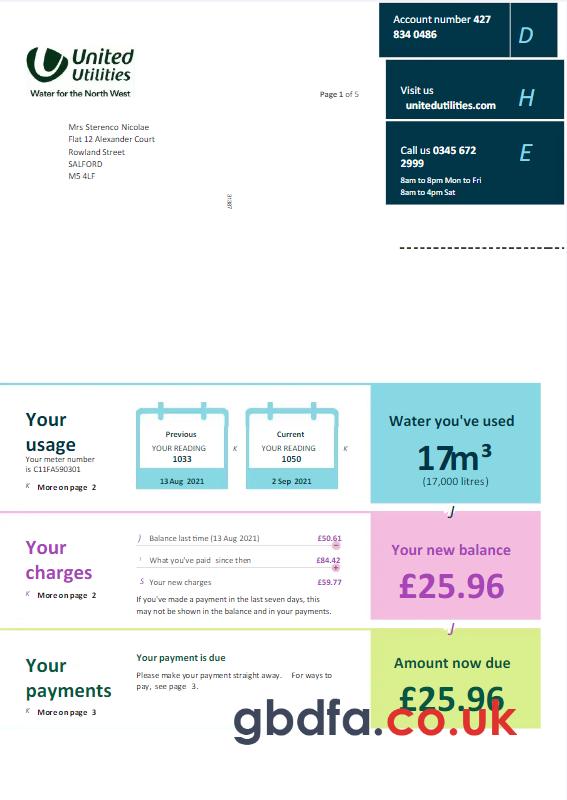 United
Utilities
Water for the North West
Page 1 of 5
Account number 427
834 0486
D
Visit us
unitedutilities.com
H
Call us 0345 672
2999
E
8am to 8pm Mon to Fri
8am to 4pm Sat
Mrs Sterenco Nicolae
Flat 12 Alexander Court
Rowland Street
SALFORD
M5 4LF
Your
usage
Your meter number
is C11FA590301
K More on page 2
Previous
YOUR READING
1033
13 Aug 2021
K
Current
YOUR READING
1050
2 Sep 2021
K
Water you've used
17m³
(17,000 litres)
J
Your
charges
K More on page 2
J Balance last time (13 Aug 2021) £50.61
What you've paid since then £84.42
S Your new charges £59.77
If you've made a payment in the last seven days, this
may not be shown in the balance and in your payments.
Your new balance
£25.96
J
Your
payments
K More on page 3
Your payment is due
Please make your payment straight away. For ways to
pay, see page 3.
Amount now due
£25.96
gbdfa.co.uk